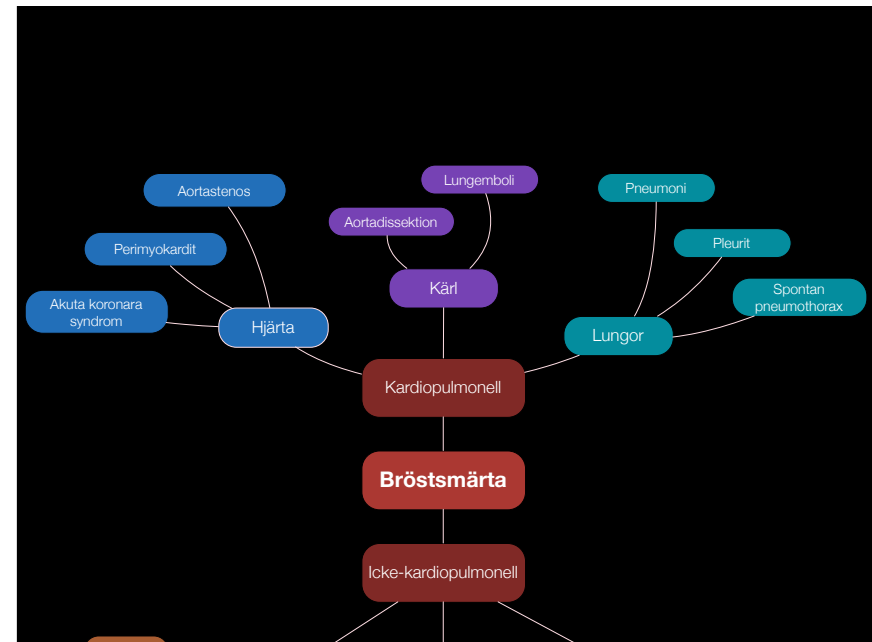 Lungemboli
Pneumoni
Aortastenos
Aortadissektion
Perimyokardit
Pleurit
Kärl
Spontan
pneumothorax
Akuta koronara
syndrom
Hjärta
Lungor
Kardiopulmonell
Bröstsmärta
Icke-kardiopulmonell